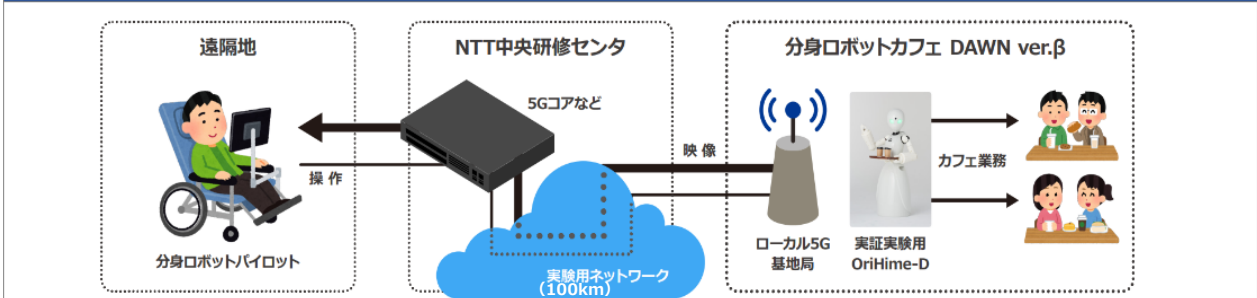 遠隔地
操 作
分身ロボットパイロット
NTT中央研修センタ
5Gコアなど
実験用ネットワーク
(100km)
映 像
分身ロボットカフェ DAWN ver.β
ローカル5G
基地局
実証実験用
OriHime-D
カフェ業務